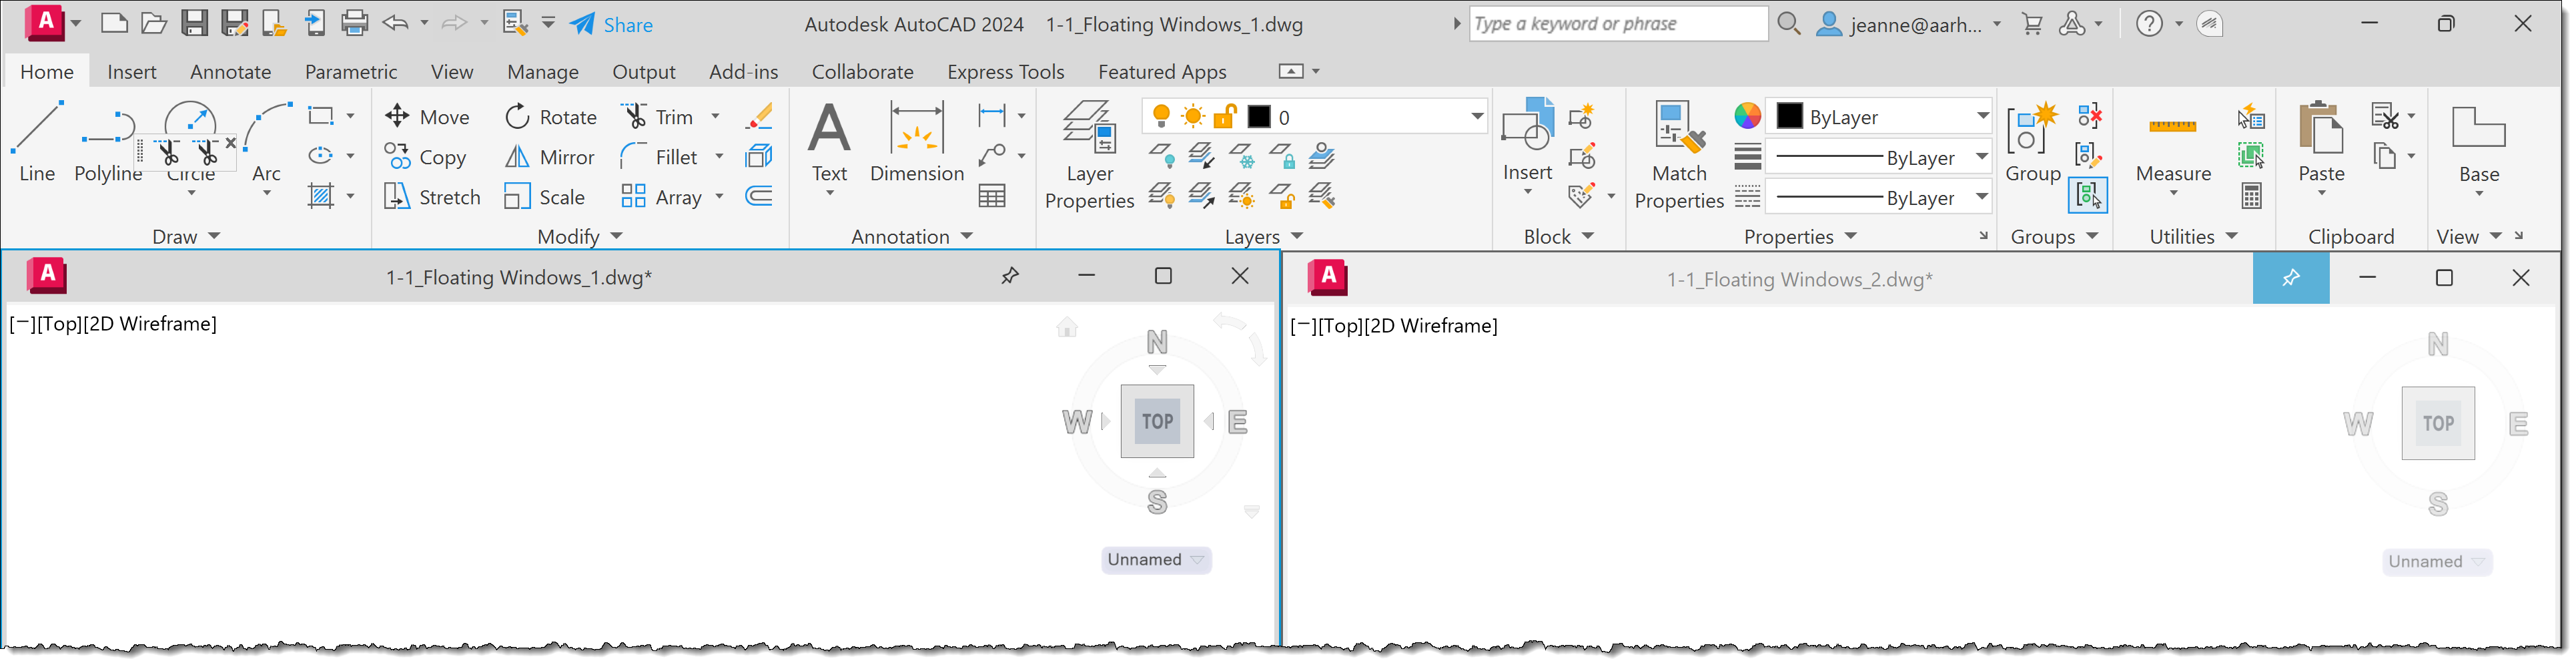 A Share Autodesk AutoCAD 2024 1-1_Floating Windows_1.dwg Type a keyword or phrase jeanne@aarh... ?
Home Insert Annotate Parametric View Manage Output Add-ins Collaborate Express Tools Featured Apps
Line Polyline Circle Arc
Draw
Move Rotate Trim
Copy Mirror Fillet
Stretch Scale Array
Modify
A
Text Dimension
Annotation
Layer
Properties
0
Layers
Insert
Block
Match
Properties
ByLayer
ByLayer
ByLayer
Properties
Group
Groups
Measure
Utilities
Paste
Clipboard
Base
View
A 1-1_Floating Windows_1.dwg*
[−][Top][2D Wireframe]
N
W TOP E
S
Unnamed
A 1-1_Floating Windows_2.dwg*
[−][Top][2D Wireframe]
N
W TOP E
S
Unnamed